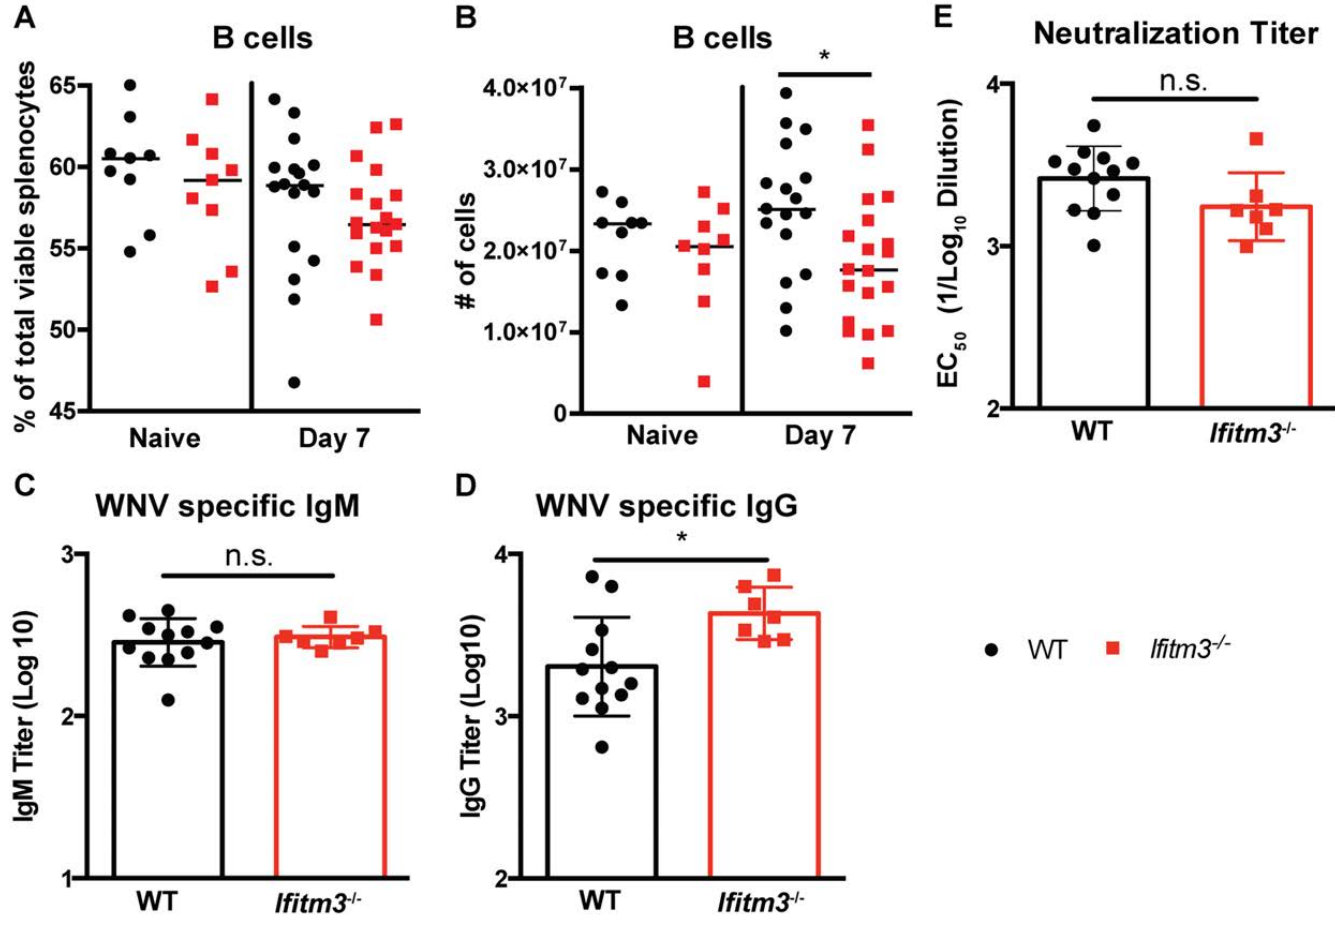 A
B cells
% of total viable splenocytes
65
60
55
50
45
Naive
Day 7
B
B cells
*
# of cells
4.0×10⁷
3.0×10⁷
2.0×10⁷
1.0×10⁷
0
Naive
Day 7
E
Neutralization Titer
n.s.
EC₅₀ (1/Log₁₀ Dilution)
4
3
2
WT
Ifitm3⁻/⁻
C
WNV specific IgM
n.s.
IgM Titer (Log 10)
3
2
1
WT
Ifitm3⁻/⁻
D
WNV specific IgG
*
IgG Titer (Log10)
4
3
2
WT
Ifitm3⁻/⁻
WT
Ifitm3⁻/⁻